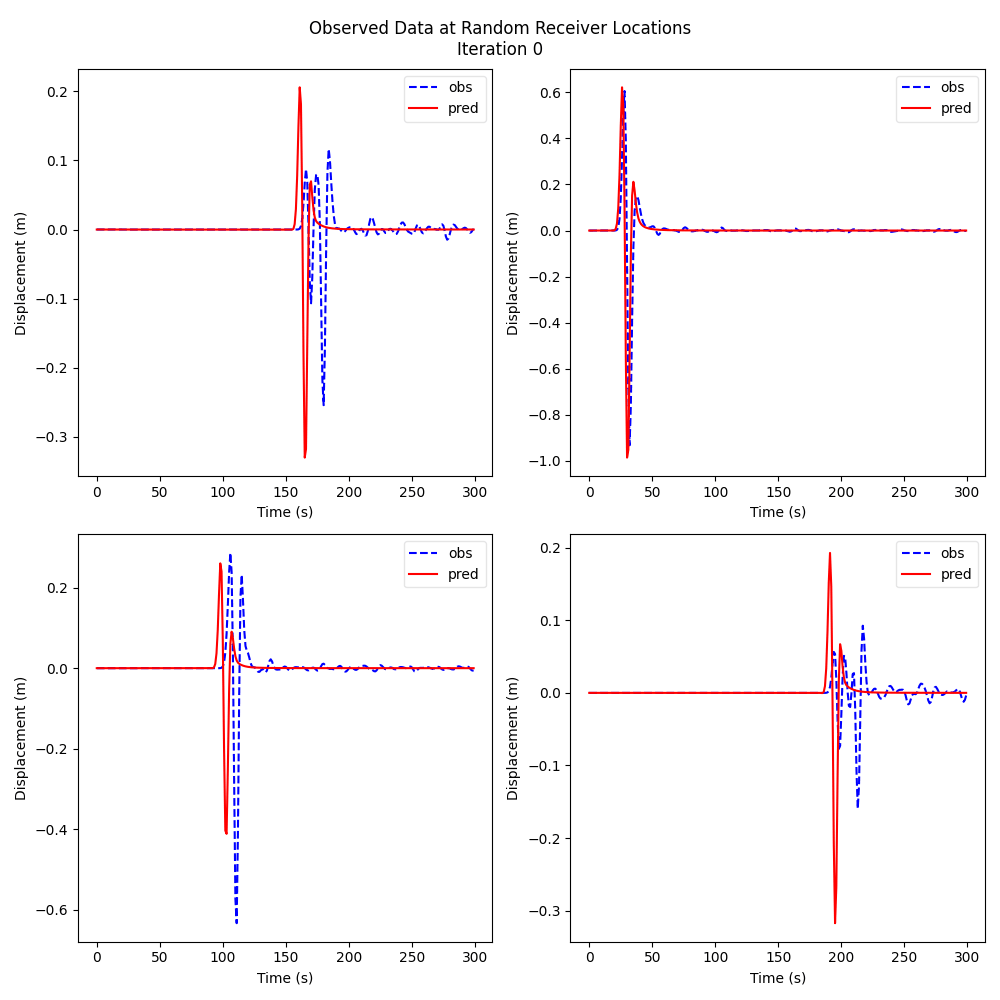 Observed Data at Random Receiver Locations
Iteration 0
obs
pred
0.2
0.1
0.0
−0.1
−0.2
−0.3
Displacement (m)
0 50 100 150 200 250 300
Time (s)
obs
pred
0.6
0.4
0.2
0.0
−0.2
−0.4
−0.6
−0.8
−1.0
Displacement (m)
0 50 100 150 200 250 300
Time (s)
obs
pred
0.2
0.0
−0.2
−0.4
−0.6
Displacement (m)
0 50 100 150 200 250 300
Time (s)
obs
pred
0.2
0.1
0.0
−0.1
−0.2
−0.3
Displacement (m)
0 50 100 150 200 250 300
Time (s)